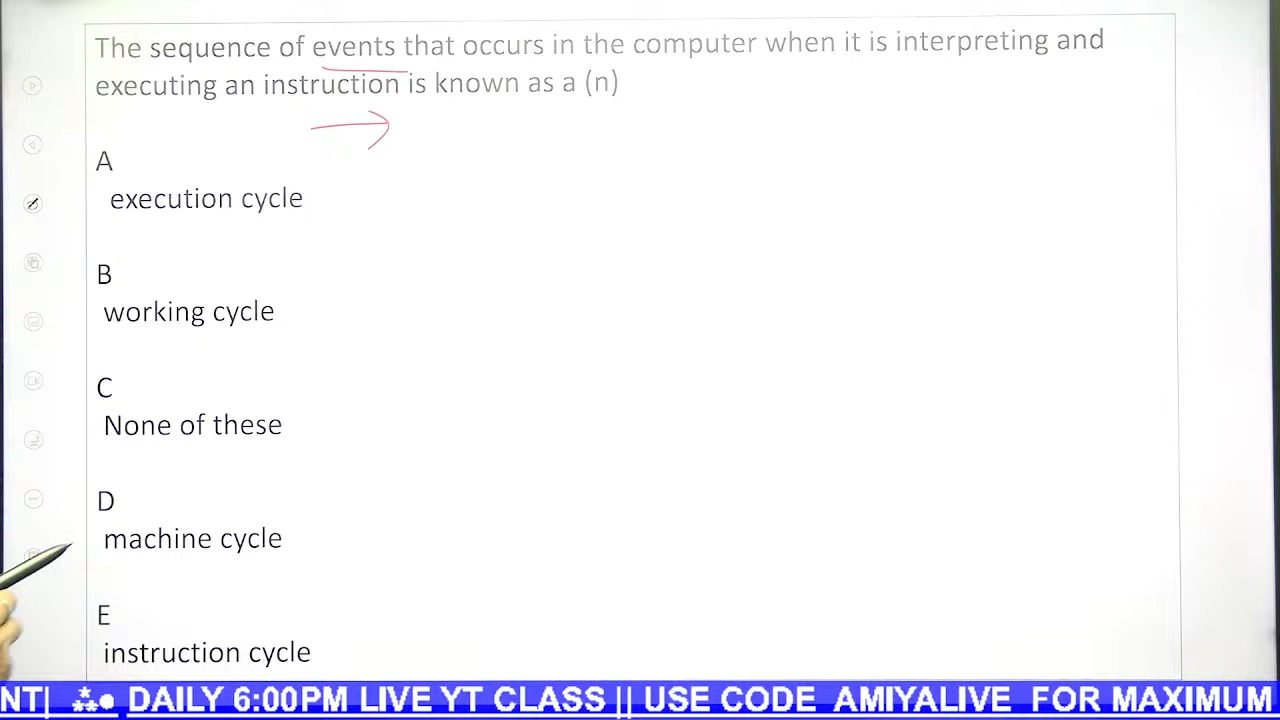 The sequence of events that occurs in the computer when it is interpreting and
executing an instruction is known as a (n)
A
execution cycle
B
working cycle
C
None of these
D
machine cycle
E
instruction cycle
NT| ⁂● DAILY 6:00PM LIVE YT CLASS || USE CODE AMIYALIVE FOR MAXIMUM